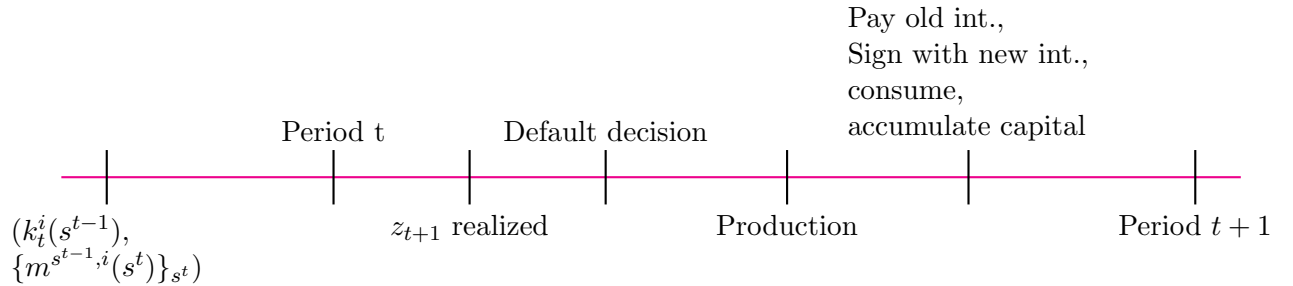 Pay old int.,
Sign with new int.,
consume,
accumulate capital
Period t
Default decision
$(k_t^i(s^{t-1}),$
$\{m^{s^{t-1},i}(s^t)\}_{s^t})$
$z_{t+1}$ realized
Production
Period $t+1$